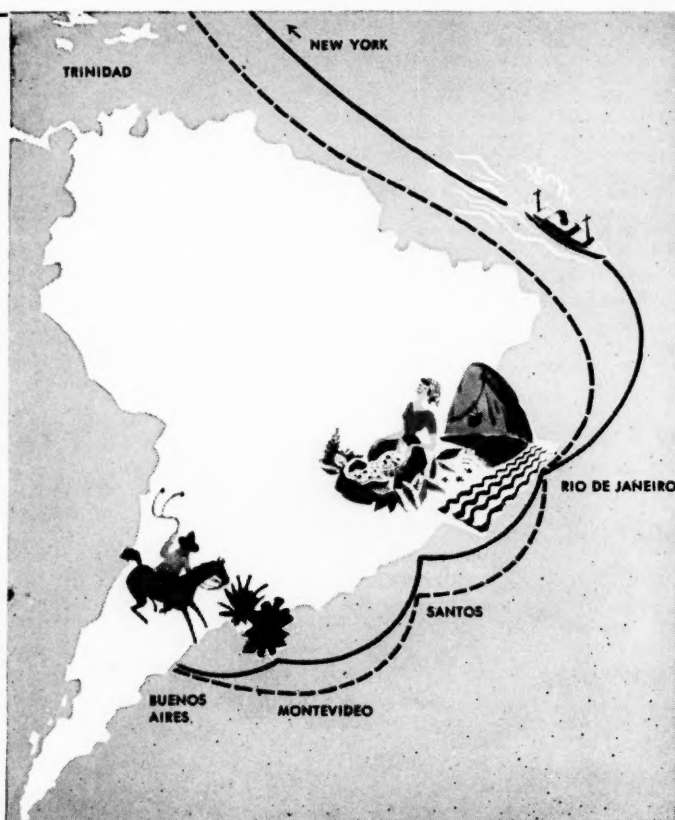 NEW YORK
TRINIDAD
RIO DE JANEIRO
SANTOS
BUENOS
AIRES.
MONTEVIDEO